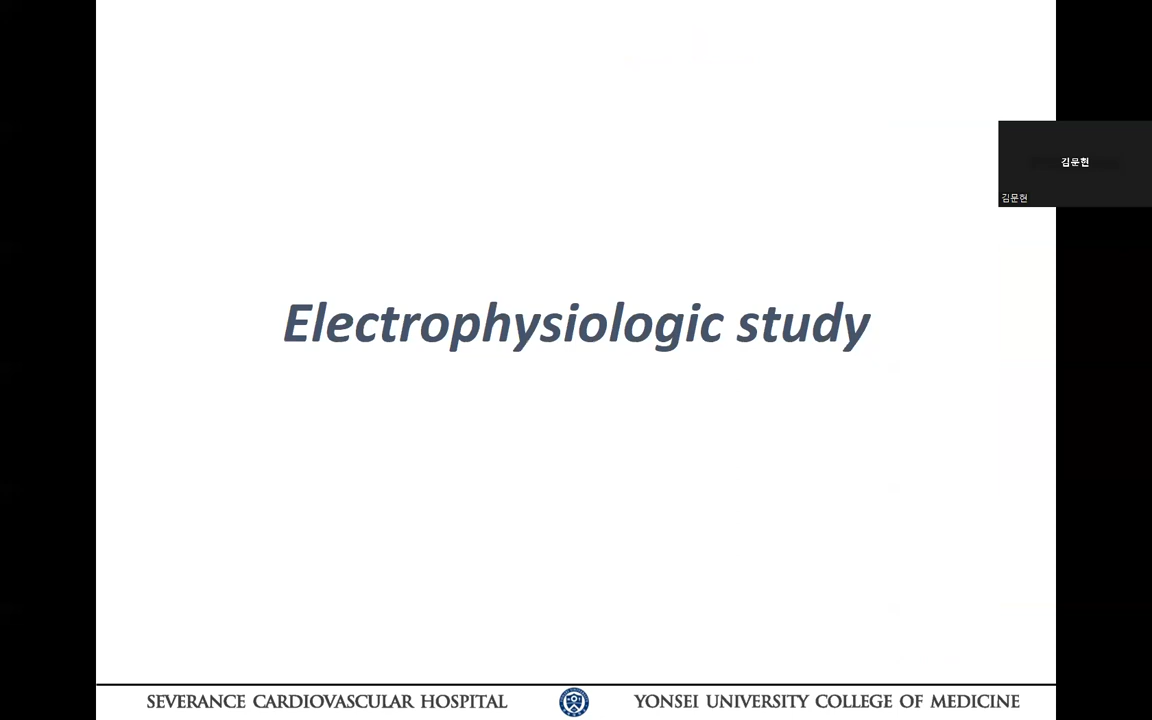 김문현
김문현
Electrophysiologic study
SEVERANCE CARDIOVASCULAR HOSPITAL
YONSEI UNIVERSITY COLLEGE OF MEDICINE